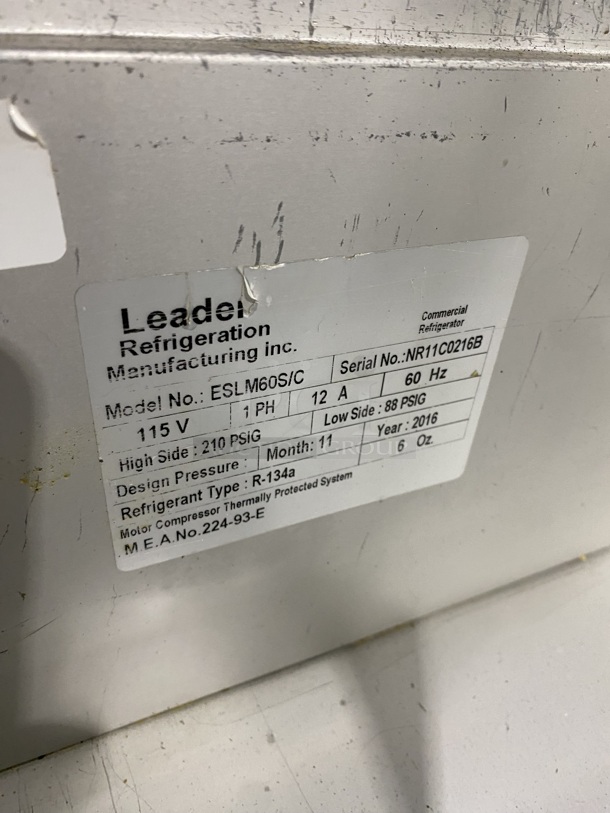 Leader
Refrigeration
Manufacturing Inc.
Commercial
Refrigerator
Model No.: ESLM60S/C
Serial No.:NR11C0216B
115 V
1 PH
12 A
60 Hz
High Side : 210 PSIG
Low Side : 88 PSIG
Design Pressure :
Month: 11
Year : 2016
Refrigerant Type : R-134a
6 Oz.
Motor Compressor Thermally Protected System
M.E.A.No.224-93-E
GROUP